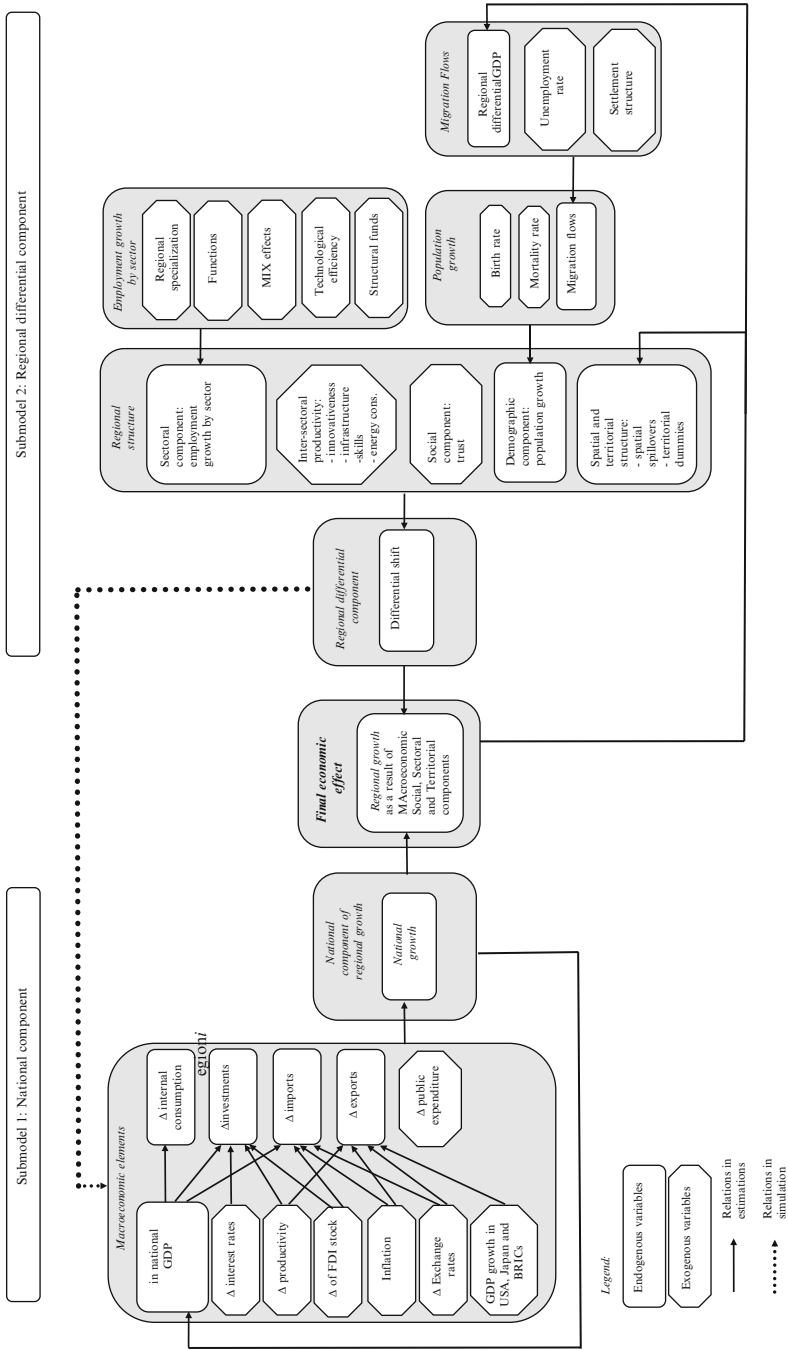 Submodel 1: National component
Submodel 2: Regional differential component
Macroeconomic elements
in national
GDP
Δ interest rates
Δ productivity
Δ of FDI stock
Inflation
Δ Exchange
rates
GDP growth in
USA, Japan and
BRICs
Δ internal
consumption
egioni
Δinvestments
Δ imports
Δ exports
Δ public
expenditure
National
component of
regional growth
National
growth
Final economic
effect
Regional growth
as a result of
MAcroeconomic
Social, Sectoral
and Territorial
components
Regional differential
component
Differential shift
Regional
structure
Sectoral
component:
employment
growth by sector
Inter-sectoral
productivity:
- innovativeness
- infrastructure
-skills
- energy cons.
Social
component:
trust
Demographic
component:
population growth
Spatial and
territorial
structure:
- spatial
spillovers
- territorial
dummies
Employment growth
by sector
Regional
specialization
Functions
MIX effects
Technological
efficiency
Structural funds
Population
growth
Birth rate
Mortality rate
Migration flows
Migration Flows
Regional
differentialGDP
Unemployment
rate
Settlement
structure
Legend:
Endogenous variables
Exogenous variables
Relations in
estimations
Relations in
simulation